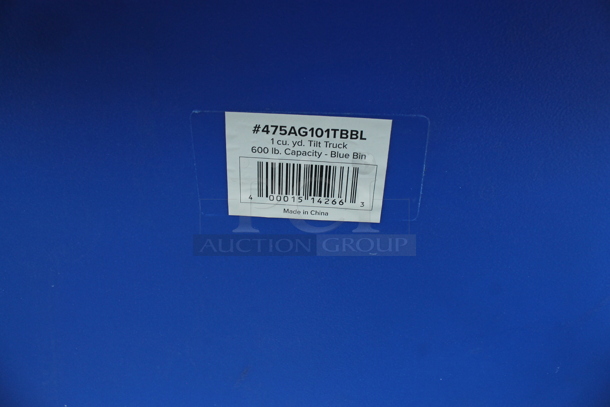 #475AG101TBBL
1 cu. yd. Tilt Truck
600 lb. Capacity - Blue Bin
4 00015 14266 3
Made in China
AUCTION GROUP